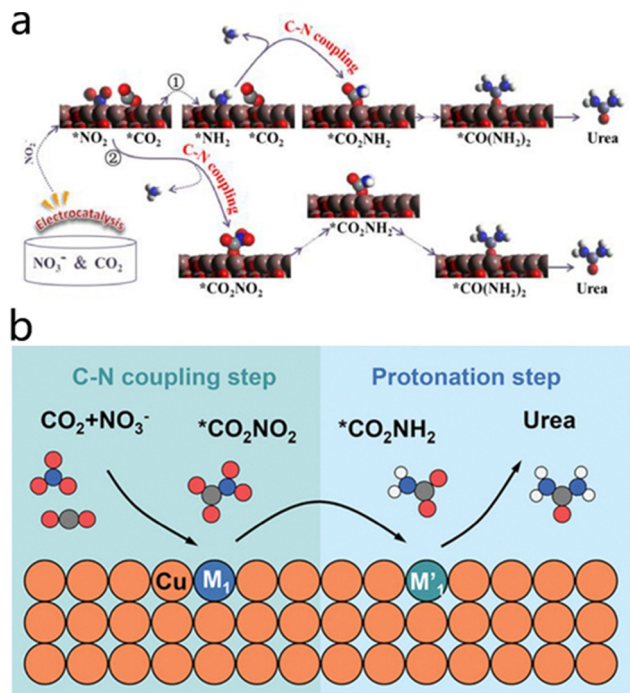 a
C-N coupling
①
*NO₂ *CO₂ *NH₂ *CO₂ *CO₂NH₂ *CO(NH₂)₂ Urea
②
C-N coupling
NO₂⁻
Electrocatalysis
NO₃⁻ & CO₂
*CO₂NH₂
*CO₂NO₂ *CO(NH₂)₂ Urea
b
C-N coupling step Protonation step
CO₂+NO₃⁻ *CO₂NO₂ *CO₂NH₂ Urea
Cu M₁ M'₁